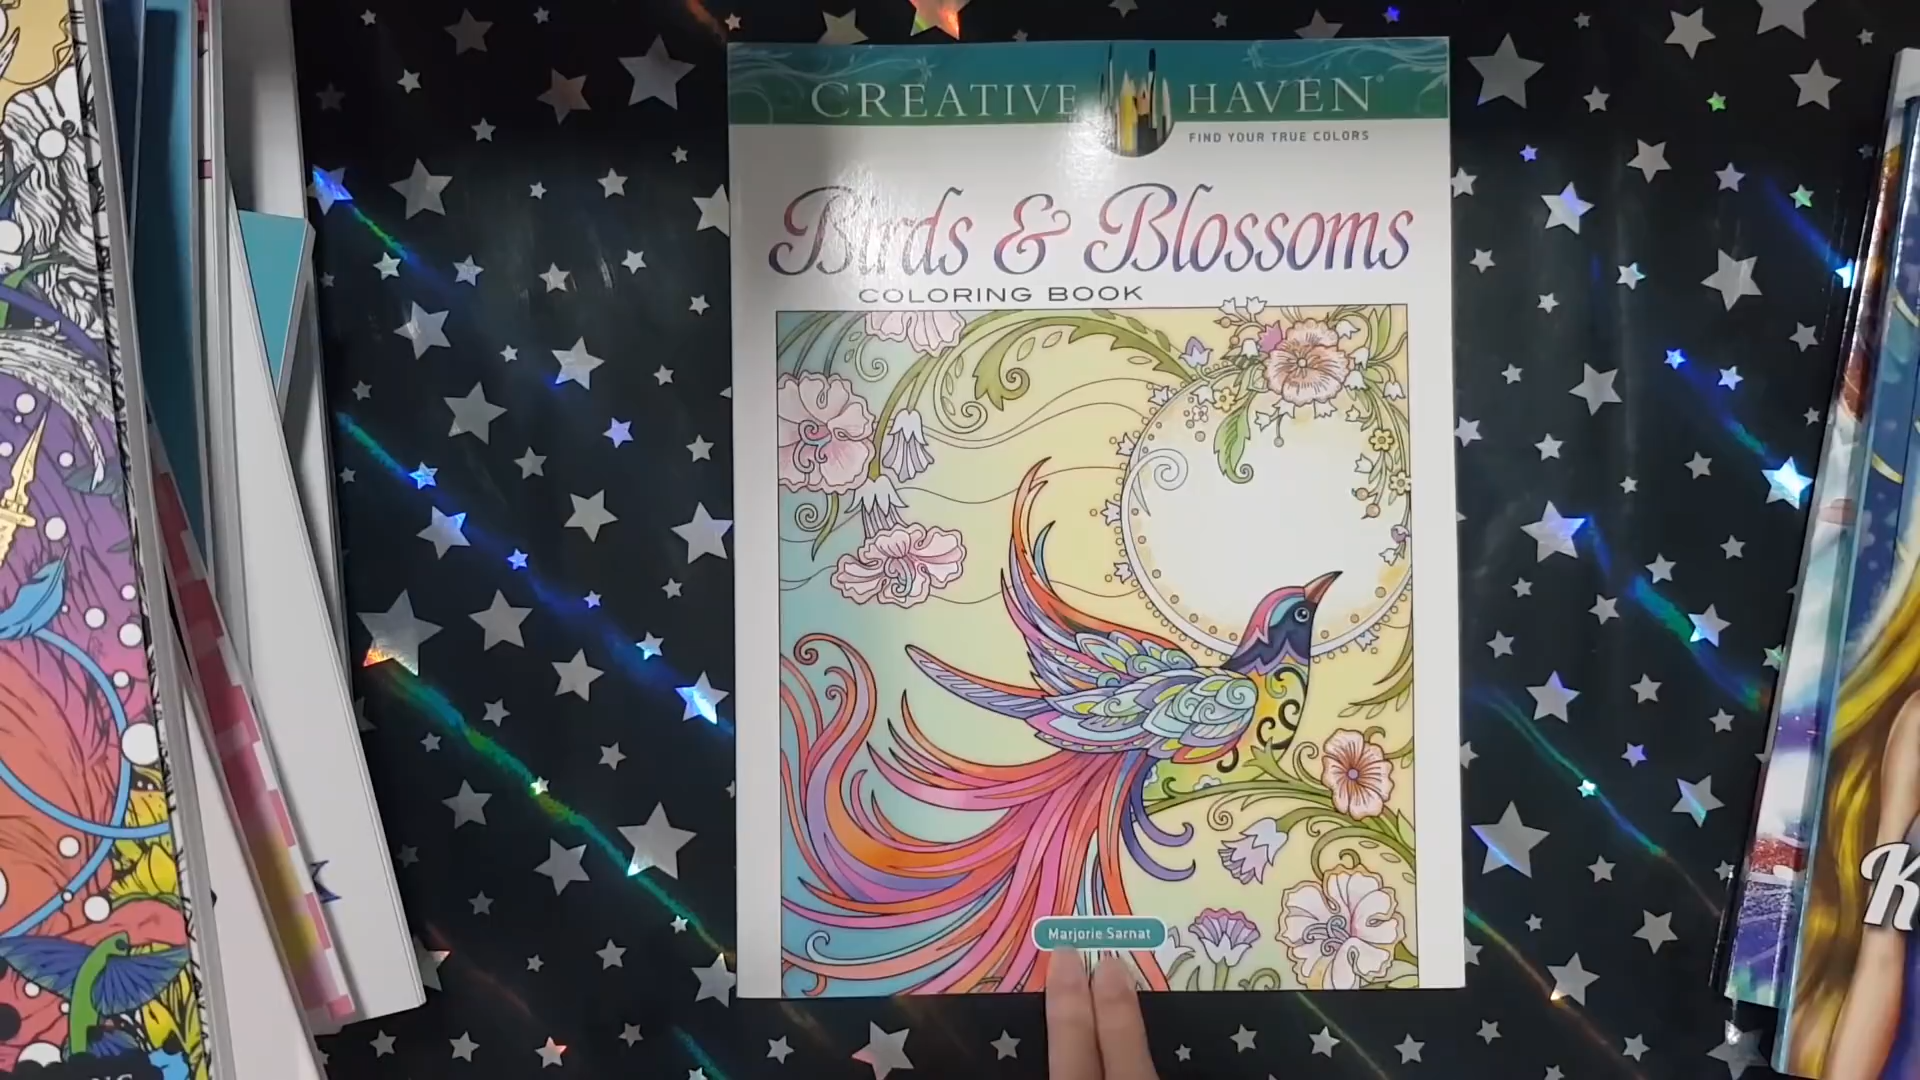 CREATIVE HAVEN
FIND YOUR TRUE COLORS
Birds & Blossoms
COLORING BOOK
Marjorie Sarnat
K